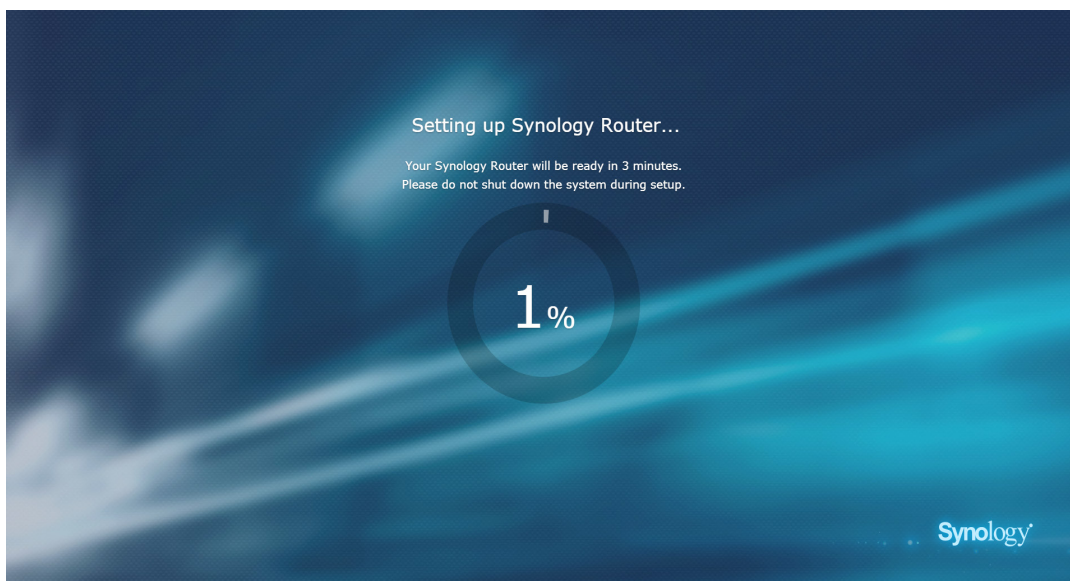 Setting up Synology Router...
Your Synology Router will be ready in 3 minutes.
Please do not shut down the system during setup.
1%
Synology